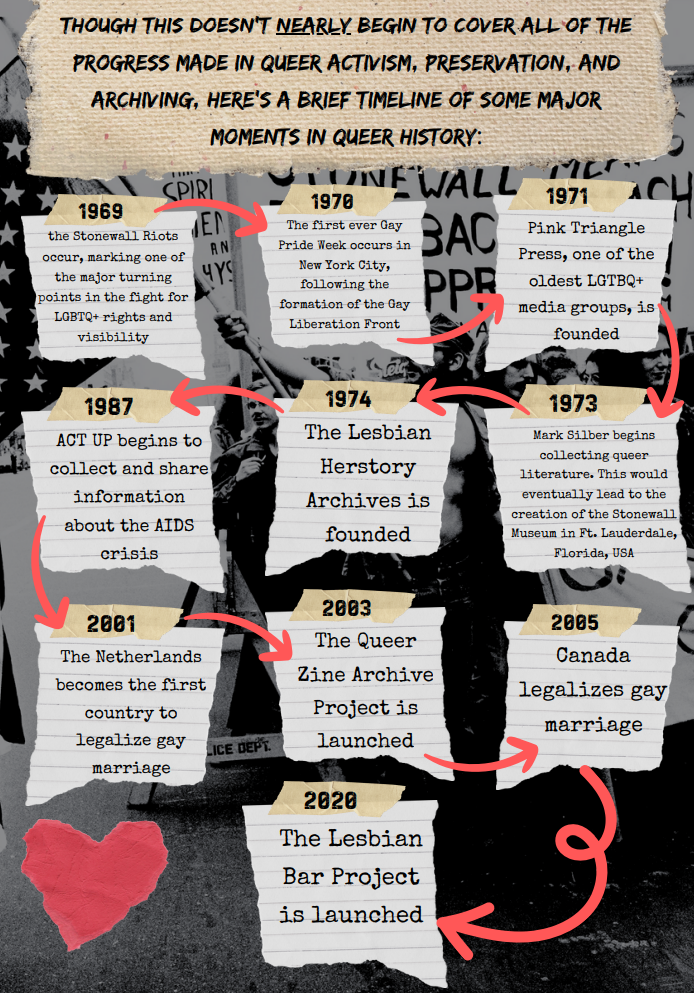 THOUGH THIS DOESN'T NEARLY BEGIN TO COVER ALL OF THE
PROGRESS MADE IN QUEER ACTIVISM, PRESERVATION, AND
ARCHIVING, HERE'S A BRIEF TIMELINE OF SOME MAJOR
MOMENTS IN QUEER HISTORY:
1969
the Stonewall Riots
occur, marking one of
the major turning
points in the fight for
LGBTQ+ rights and
visibility
1970
The first ever Gay
Pride Week occurs in
New York City,
following the
formation of the Gay
Liberation Front
1971
Pink Triangle
Press, one of the
oldest LGTBQ+
media groups, is
founded
1973
Mark Silber begins
collecting queer
literature. This would
eventually lead to the
creation of the Stonewall
Museum in Ft. Lauderdale,
Florida, USA
1974
The Lesbian
Herstory
Archives is
founded
1987
ACT UP begins to
collect and share
information
about the AIDS
crisis
2001
The Netherlands
becomes the first
country to
legalize gay
marriage
2003
The Queer
Zine Archive
Project is
launched
2005
Canada
legalizes gay
marriage
2020
The Lesbian
Bar Project
is launched
STONEWALL
DEPT.